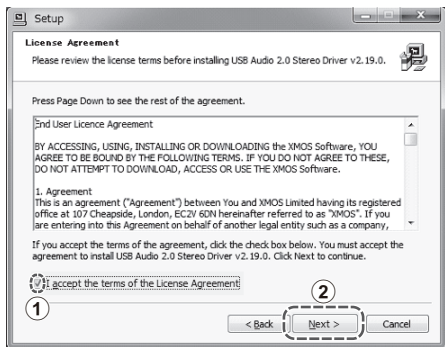 Setup
License Agreement
Please review the license terms before installing USB Audio 2.0 Stereo Driver v2.19.0.
Press Page Down to see the rest of the agreement.
End User Licence Agreement
BY ACCESSING, USING, INSTALLING OR DOWNLOADING the XMOS Software, YOU
AGREE TO BE BOUND BY THE FOLLOWING TERMS. IF YOU DO NOT AGREE TO THESE,
DO NOT ATTEMPT TO DOWNLOAD, ACCESS OR USE THE XMOS Software.
1. Agreement
This is an agreement ("Agreement") between You and XMOS Limited having its registered
office at 107 Cheapside, London, EC2V 6DN hereinafter referred to as "XMOS". If you
are entering into this Agreement on behalf of another legal entity such as a company,
If you accept the terms of the agreement, click the check box below. You must accept the
agreement to install USB Audio 2.0 Stereo Driver v2.19.0. Click Next to continue.
I accept the terms of the License Agreement
1
2
< Back
Next >
Cancel